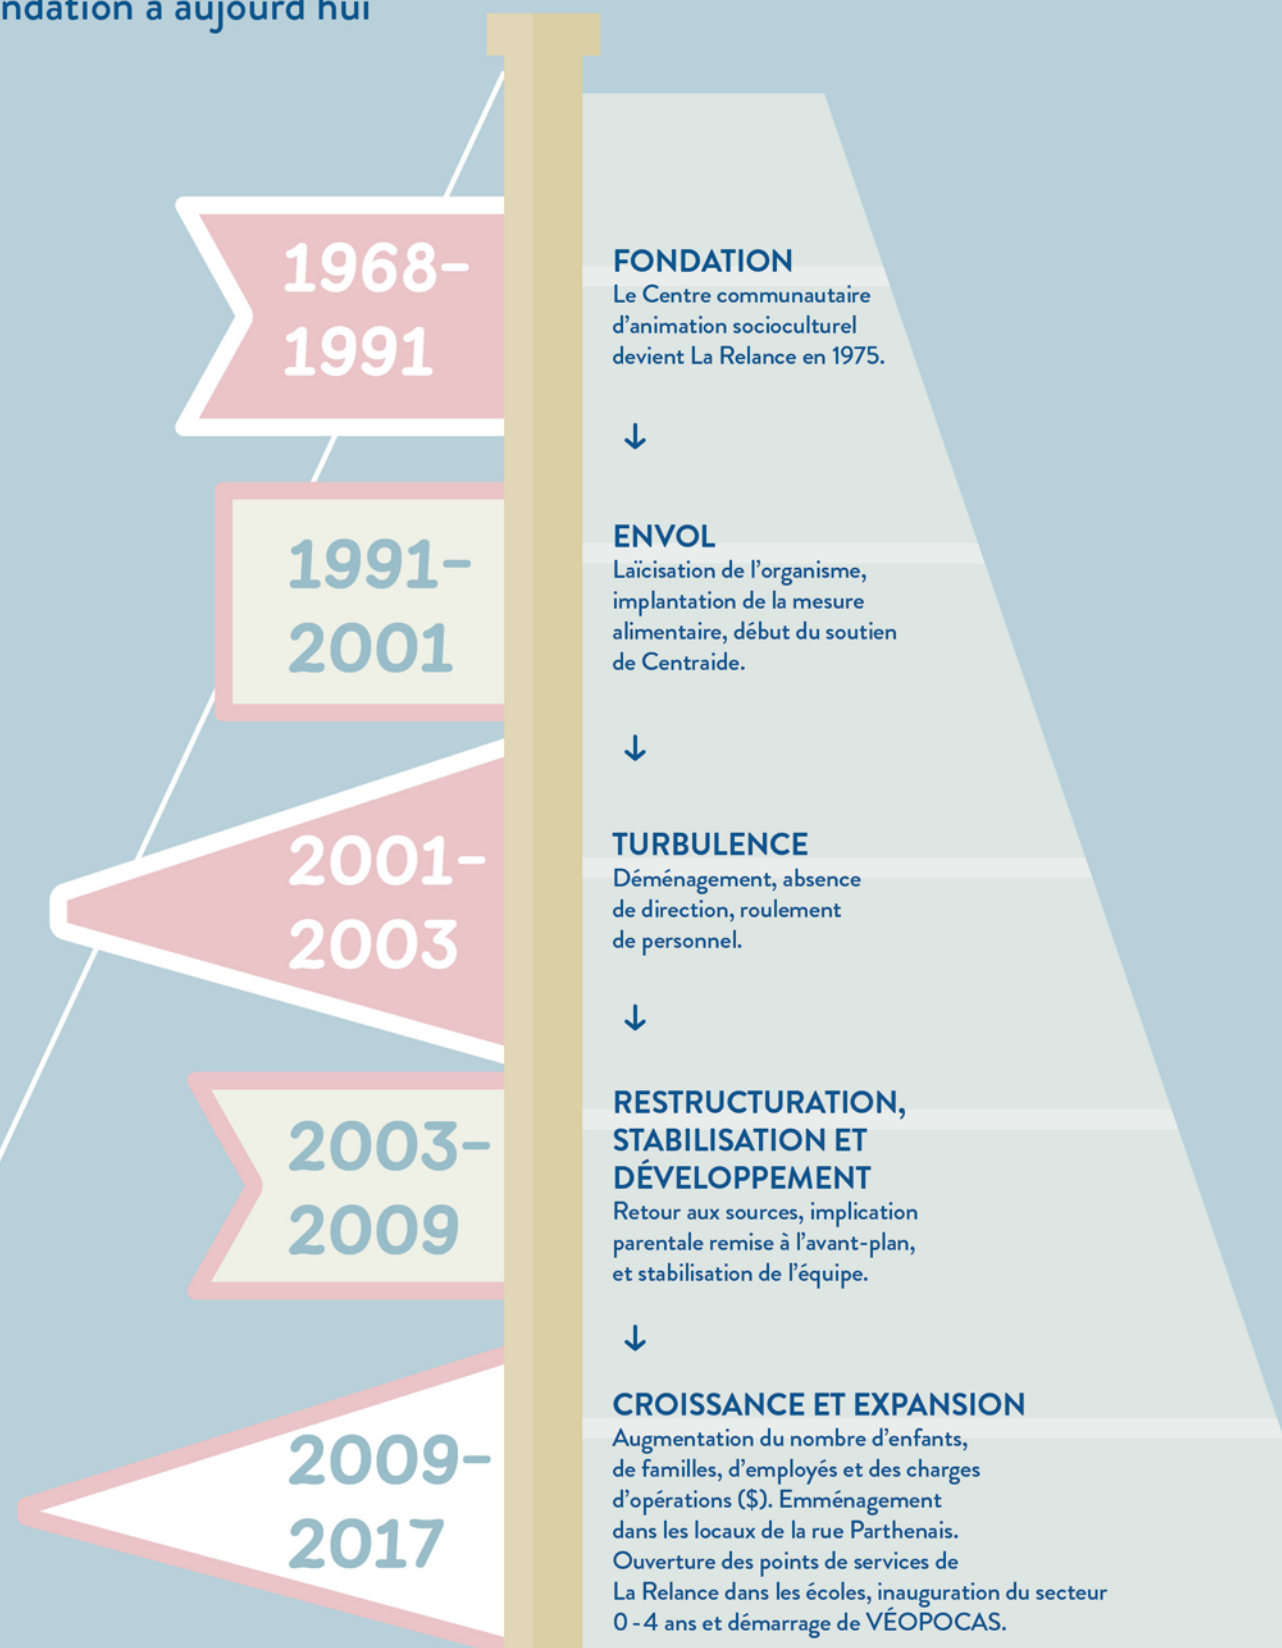 ndation à aujourd'hui
1968-
1991
FONDATION
Le Centre communautaire
d'animation socioculturel
devient La Relance en 1975.
↓
1991-
2001
ENVOL
Laïcisation de l'organisme,
implantation de la mesure
alimentaire, début du soutien
de Centraide.
↓
2001-
2003
TURBULENCE
Déménagement, absence
de direction, roulement
de personnel.
↓
2003-
2009
RESTRUCTURATION,
STABILISATION ET
DÉVELOPPEMENT
Retour aux sources, implication
parentale remise à l'avant-plan,
et stabilisation de l'équipe.
↓
2009-
2017
CROISSANCE ET EXPANSION
Augmentation du nombre d'enfants,
de familles, d'employés et des charges
d'opérations ($). Emménagement
dans les locaux de la rue Parthenais.
Ouverture des points de services de
La Relance dans les écoles, inauguration du secteur
0-4 ans et démarrage de VÉOPOCAS.